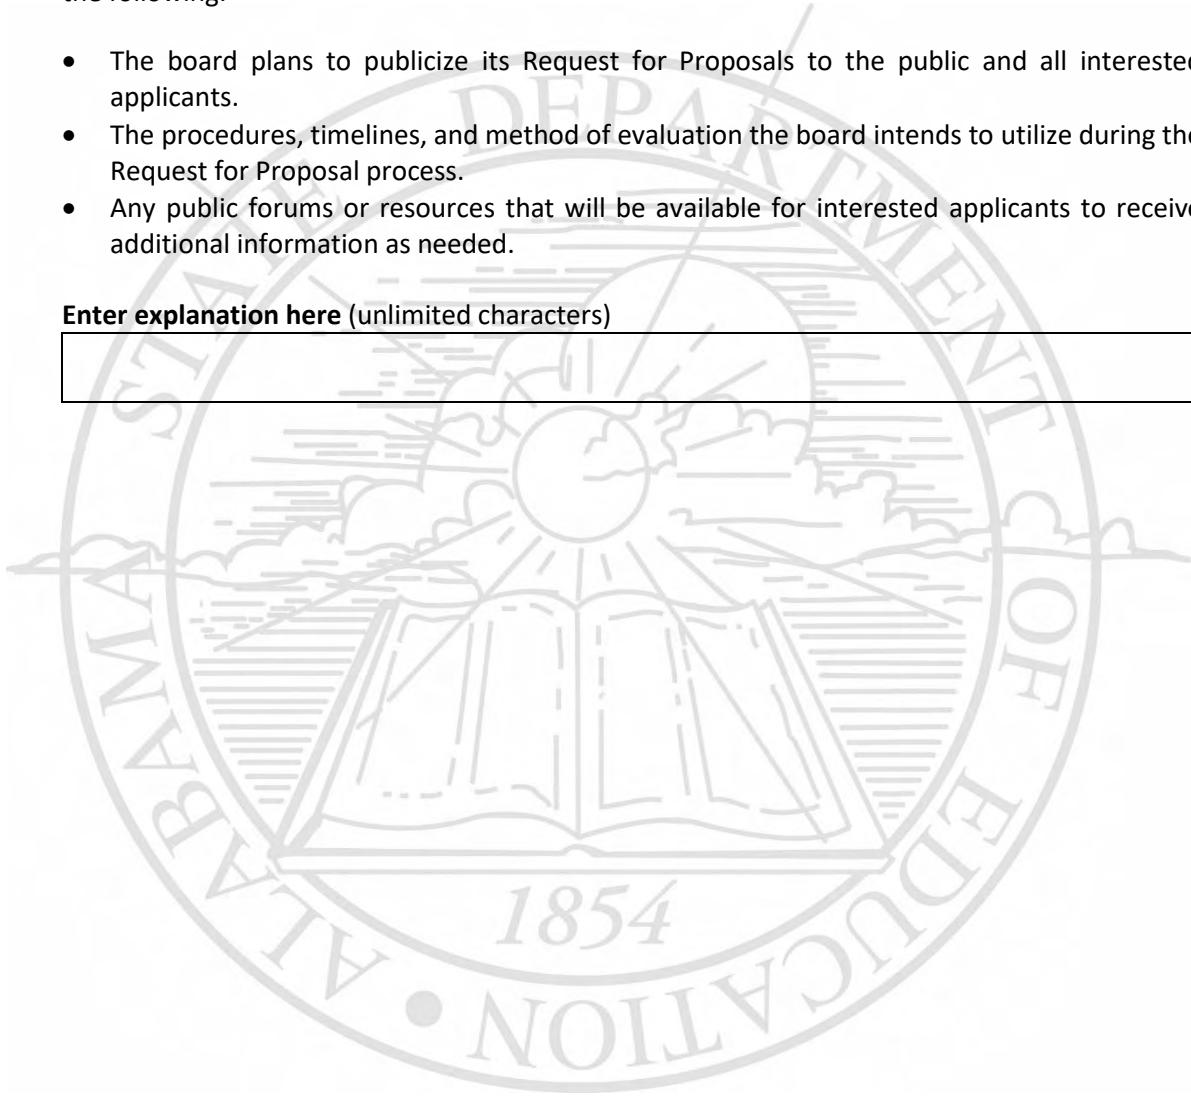 the following:
• The board plans to publicize its Request for Proposals to the public and all interested
applicants.
• The procedures, timelines, and method of evaluation the board intends to utilize during the
Request for Proposal process.
• Any public forums or resources that will be available for interested applicants to receive
additional information as needed.
Enter explanation here (unlimited characters)
ALABAMA STATE DEPARTMENT OF EDUCATION •
1854